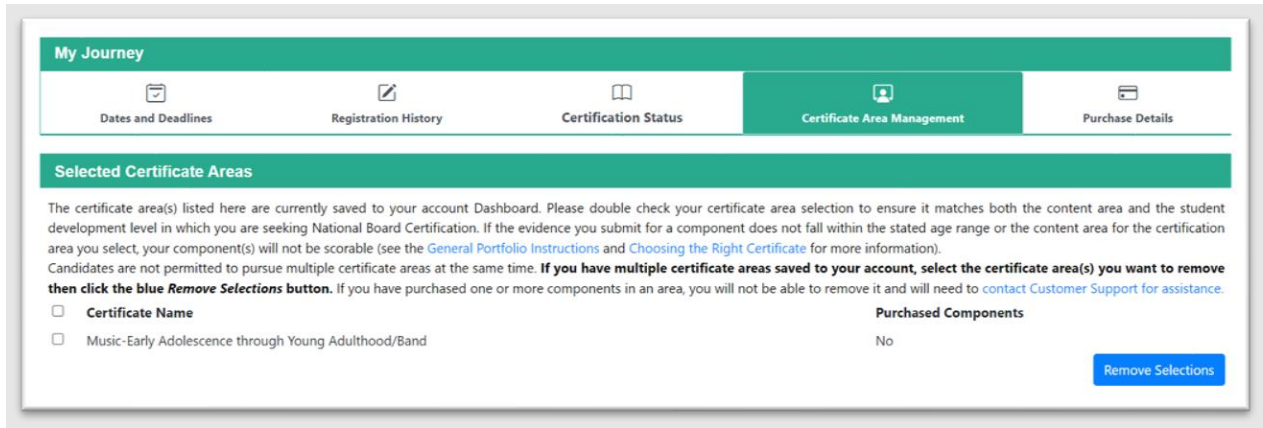 My Journey
Dates and Deadlines
Registration History
Certification Status
Certificate Area Management
Purchase Details
Selected Certificate Areas
The certificate area(s) listed here are currently saved to your account Dashboard. Please double check your certificate area selection to ensure it matches both the content area and the student
development level in which you are seeking National Board Certification. If the evidence you submit for a component does not fall within the stated age range or the content area for the certification
area you select, your component(s) will not be scorable (see the General Portfolio Instructions and Choosing the Right Certificate for more information).
Candidates are not permitted to pursue multiple certificate areas at the same time. If you have multiple certificate areas saved to your account, select the certificate area(s) you want to remove
then click the blue Remove Selections button. If you have purchased one or more components in an area, you will not be able to remove it and will need to contact Customer Support for assistance.
Certificate Name Purchased Components
Music-Early Adolescence through Young Adulthood/Band No
Remove Selections